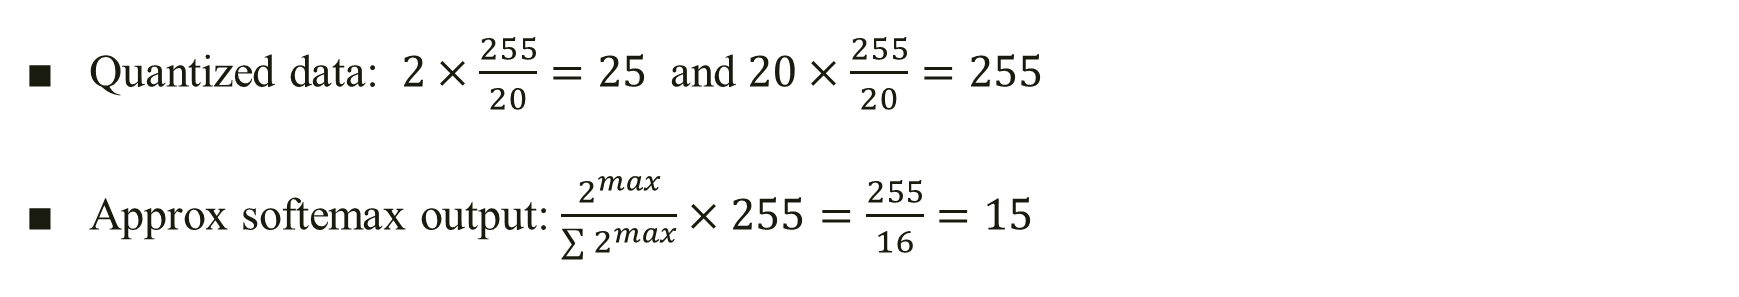 ▪ Quantized data: 2 × 255/20 = 25 and 20 × 255/20 = 255
▪ Approx softemax output: 2^max/∑ 2^max × 255 = 255/16 = 15